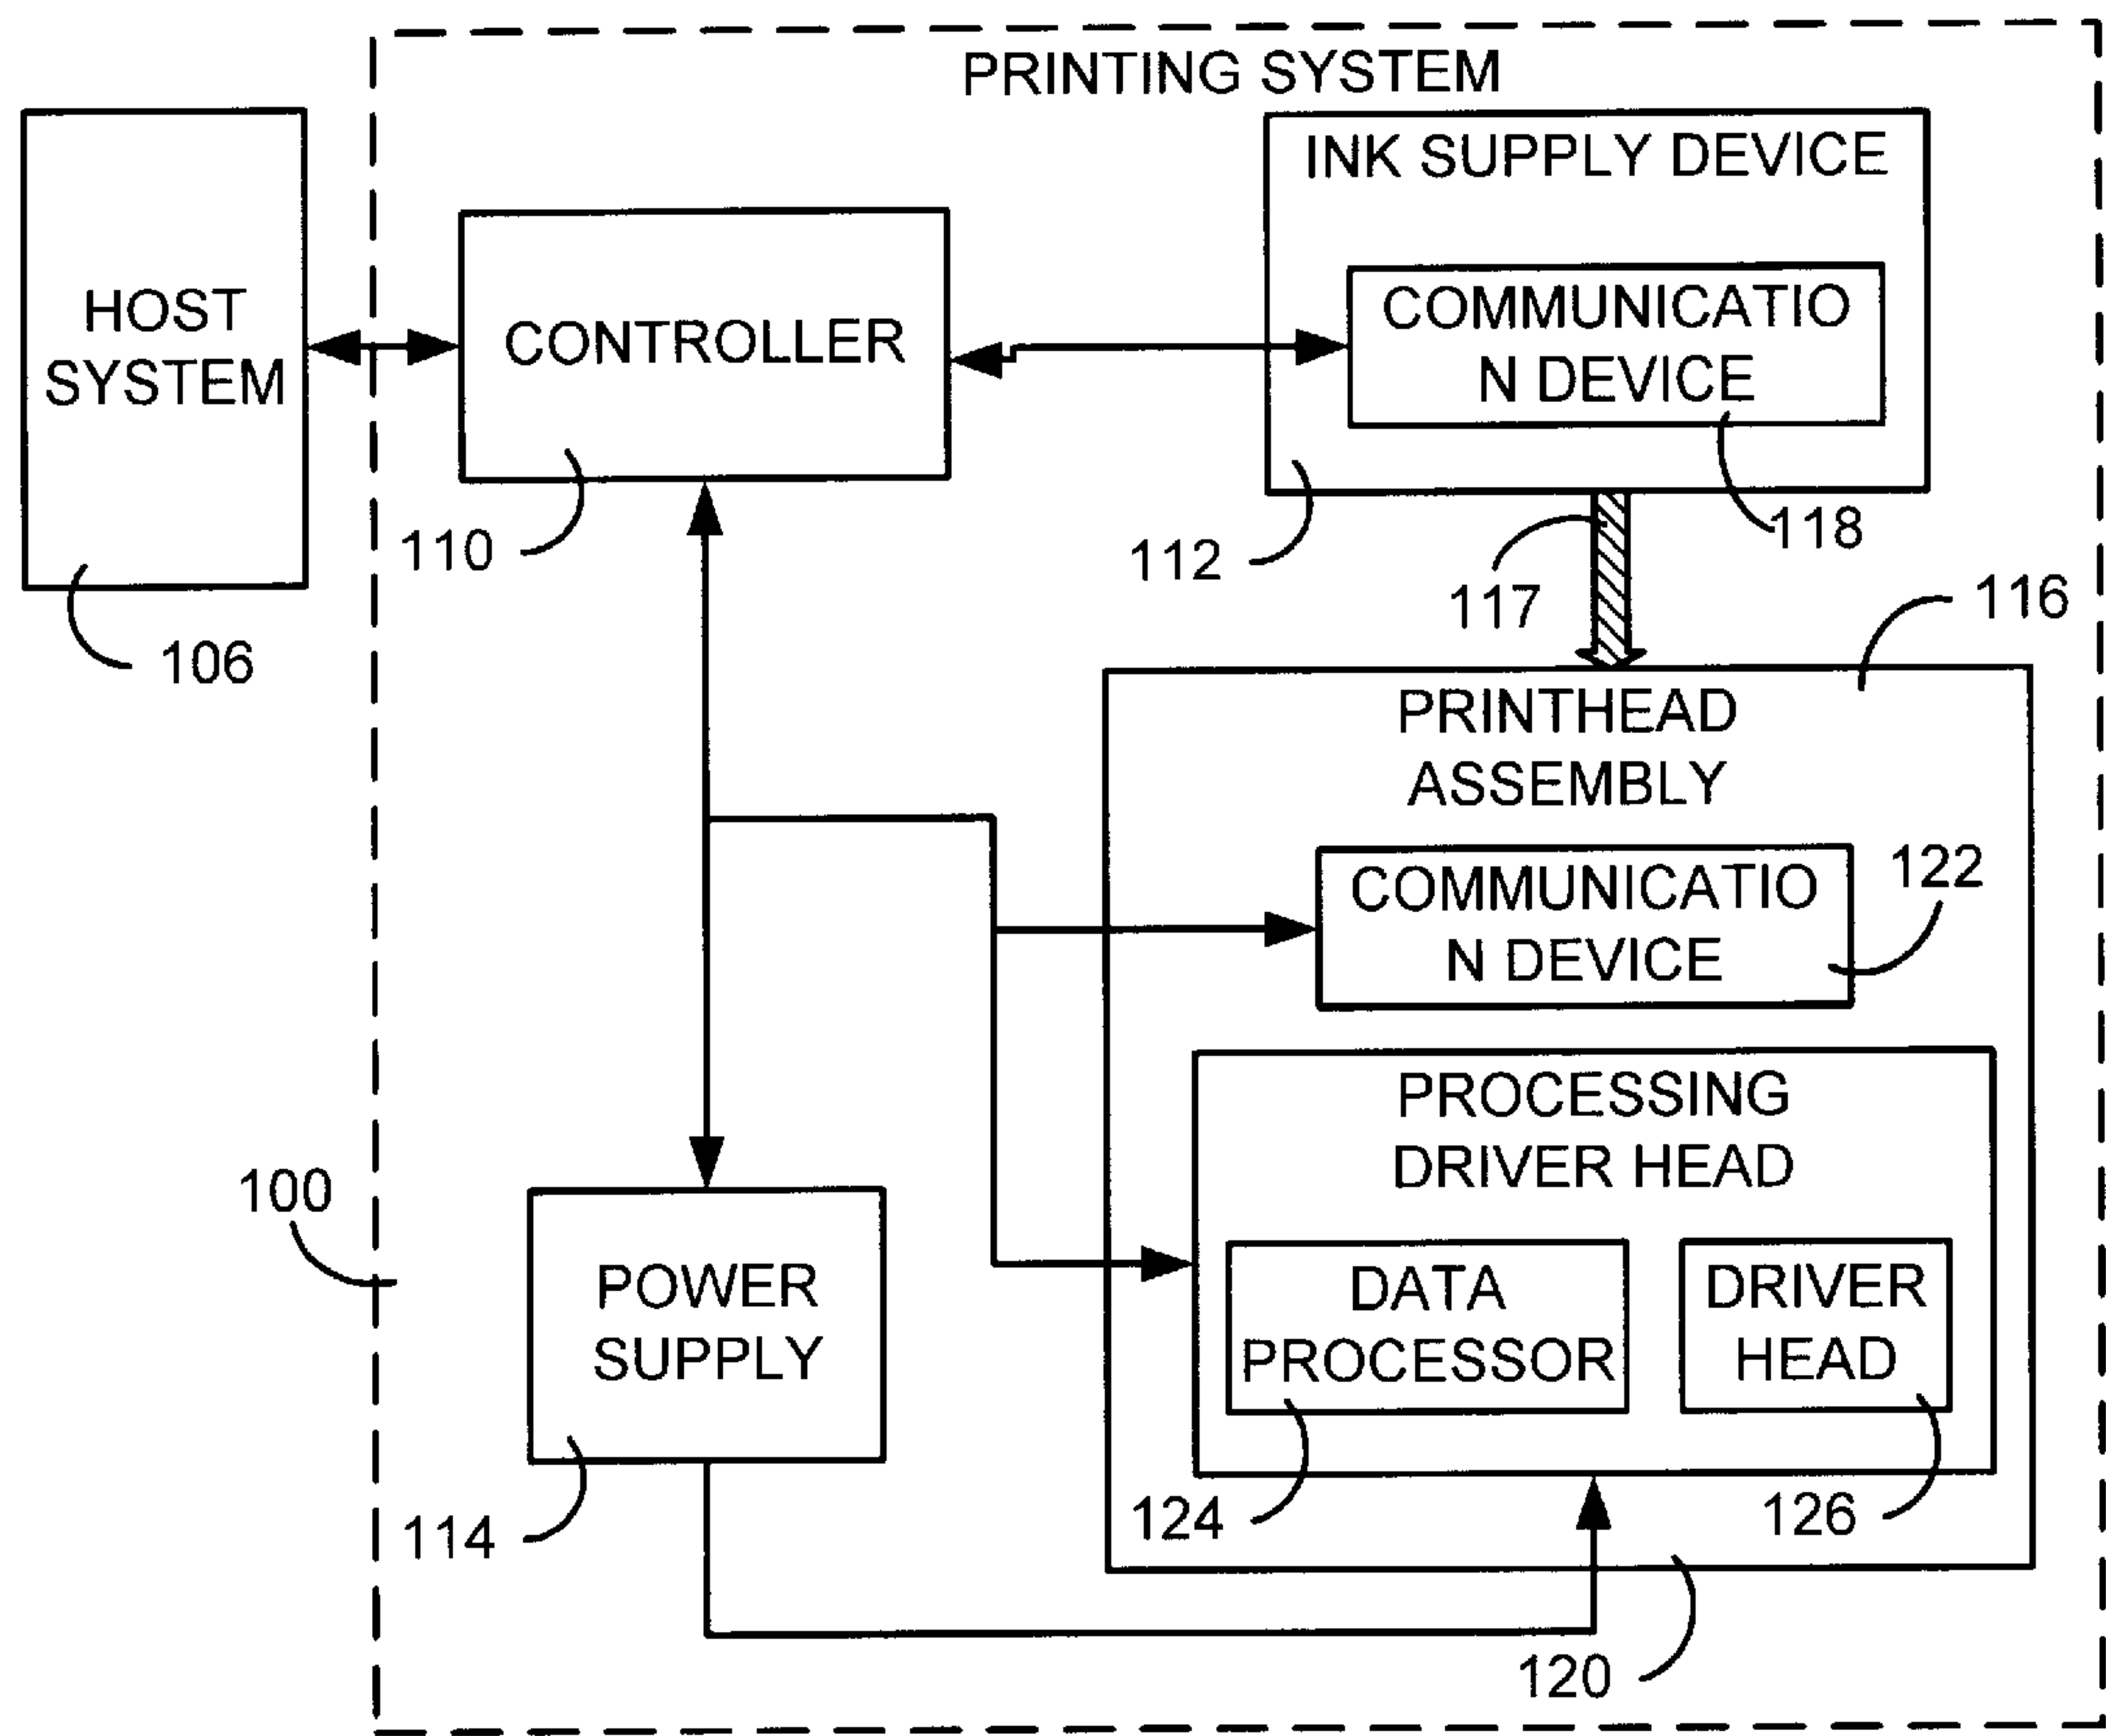 PRINTING SYSTEM
INK SUPPLY DEVICE
COMMUNICATIO
N DEVICE
HOST
SYSTEM
CONTROLLER
110
112
118
117
106
116
PRINTHEAD
ASSEMBLY
COMMUNICATIO
N DEVICE
122
PROCESSING
DRIVER HEAD
100
POWER
SUPPLY
DATA
PROCESSOR
DRIVER
HEAD
114
124
126
120